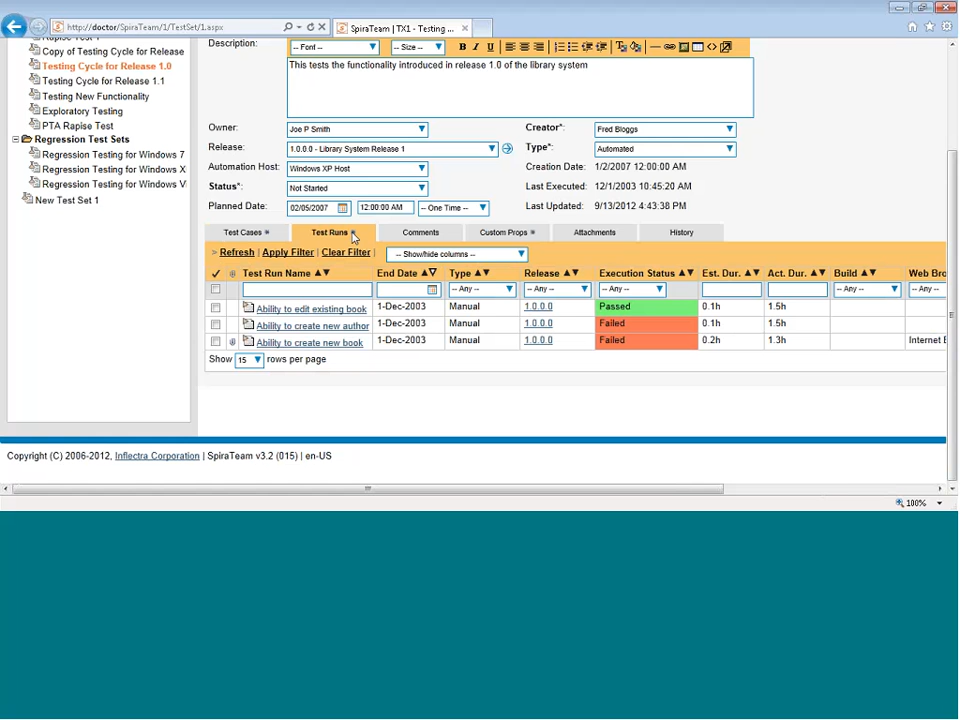 http://doctor/SpiraTeam/1/TestSet/1.aspx
SpiraTeam | TX1 - Testing ...
Copy of Testing Cycle for Release
Testing Cycle for Release 1.0
Testing Cycle for Release 1.1
Testing New Functionality
Exploratory Testing
PTA Rapise Test
Regression Test Sets
Regression Testing for Windows 7
Regression Testing for Windows X
Regression Testing for Windows V
New Test Set 1
Description: -- Font -- -- Size -- B I U
This tests the functionality introduced in release 1.0 of the library system
Owner: Joe P Smith Creator*: Fred Bloggs
Release: 1.0.0.0 - Library System Release 1 Type*: Automated
Automation Host: Windows XP Host Creation Date: 1/2/2007 12:00:00 AM
Status*: Not Started Last Executed: 12/1/2003 10:45:20 AM
Planned Date: 02/05/2007 12:00:00 AM -- One Time -- Last Updated: 9/13/2012 4:43:38 PM
Test Cases Test Runs Comments Custom Props Attachments History
> Refresh | Apply Filter | Clear Filter | -- Show/hide columns --
Test Run Name End Date Type Release Execution Status Est. Dur. Act. Dur. Build Web Bro
-- Any -- -- Any -- -- Any -- -- Any --
Ability to edit existing book 1-Dec-2003 Manual 1.0.0.0 Passed 0.1h 1.5h
Ability to create new author 1-Dec-2003 Manual 1.0.0.0 Failed 0.1h 1.5h
Ability to create new book 1-Dec-2003 Manual 1.0.0.0 Failed 0.2h 1.3h Internet E
Show 15 rows per page
Copyright (C) 2006-2012, Inflectra Corporation | SpiraTeam v3.2 (015) | en-US
100%